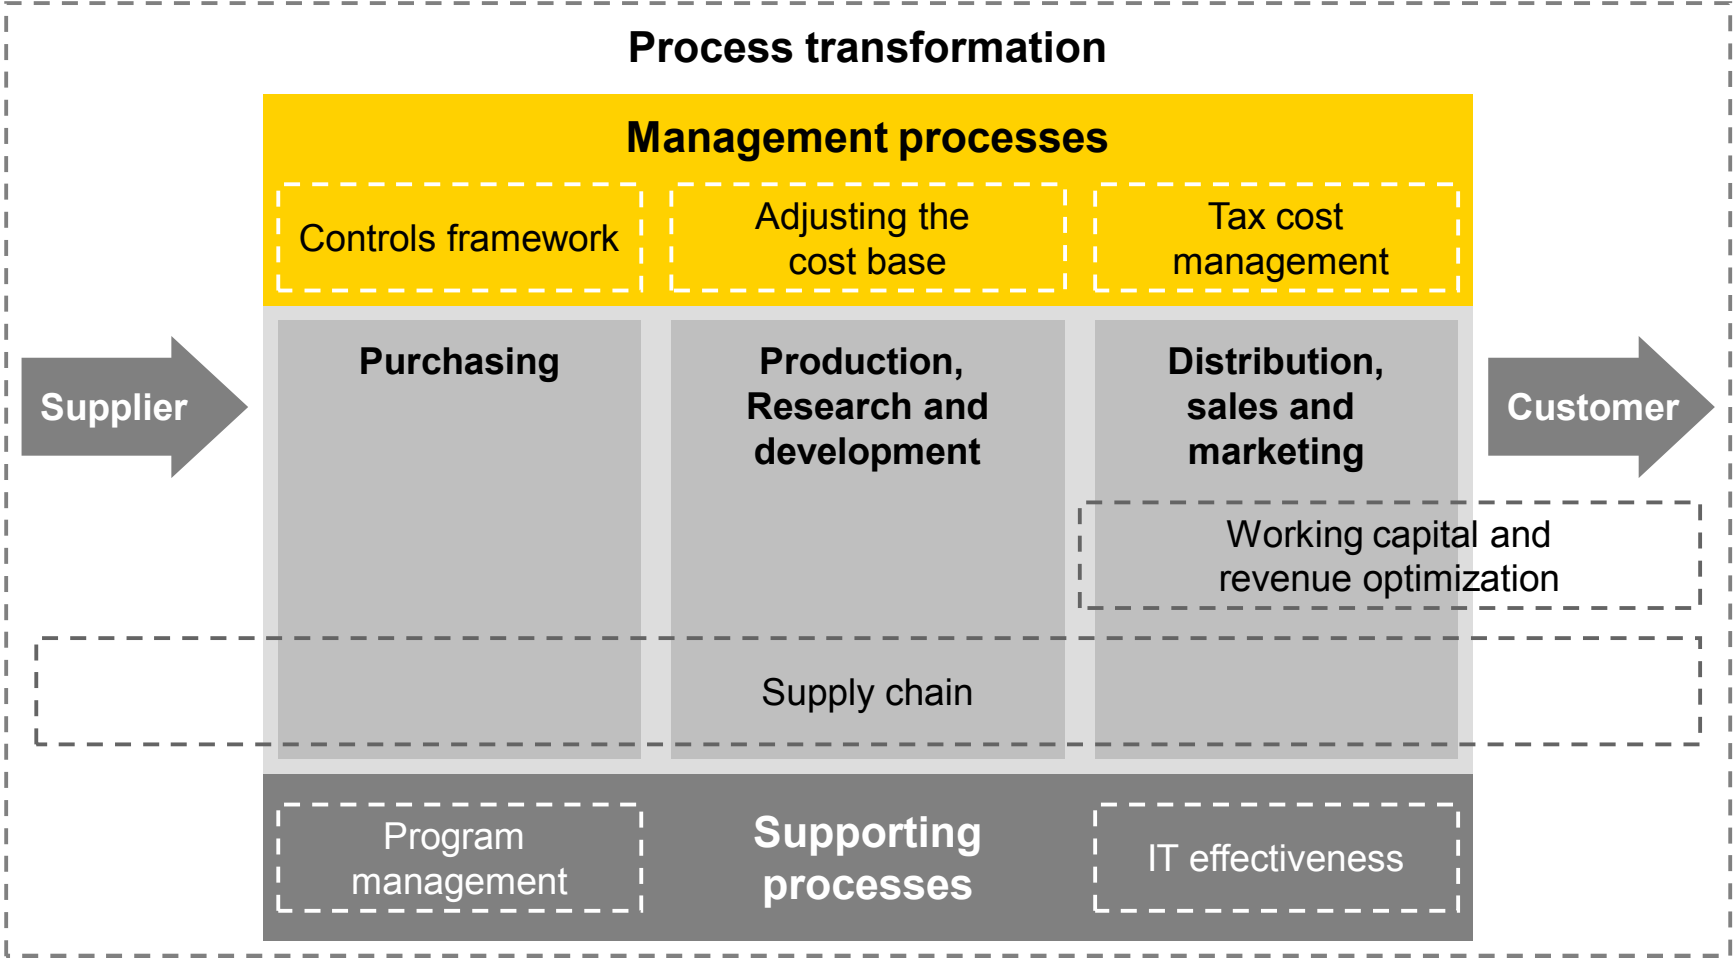 Process transformation
Management processes
Controls framework
Adjusting the
cost base
Tax cost
management
Supplier
Purchasing
Production,
Research and
development
Distribution,
sales and
marketing
Customer
Working capital and
revenue optimization
Supply chain
Program
management
Supporting
processes
IT effectiveness